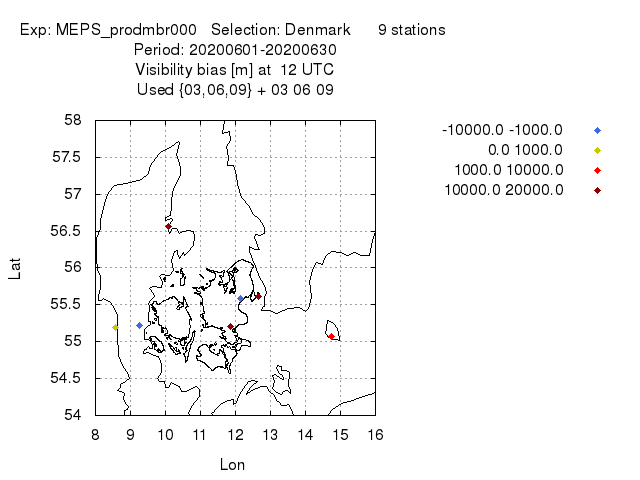 Exp: MEPS_prodmbr000 Selection: Denmark 9 stations
Period: 20200601-20200630
Visibility bias [m] at 12 UTC
Used {03,06,09} + 03 06 09
-10000.0 -1000.0
0.0 1000.0
1000.0 10000.0
10000.0 20000.0
58
57.5
57
56.5
56
55.5
55
54.5
54
Lat
8 9 10 11 12 13 14 15 16
Lon